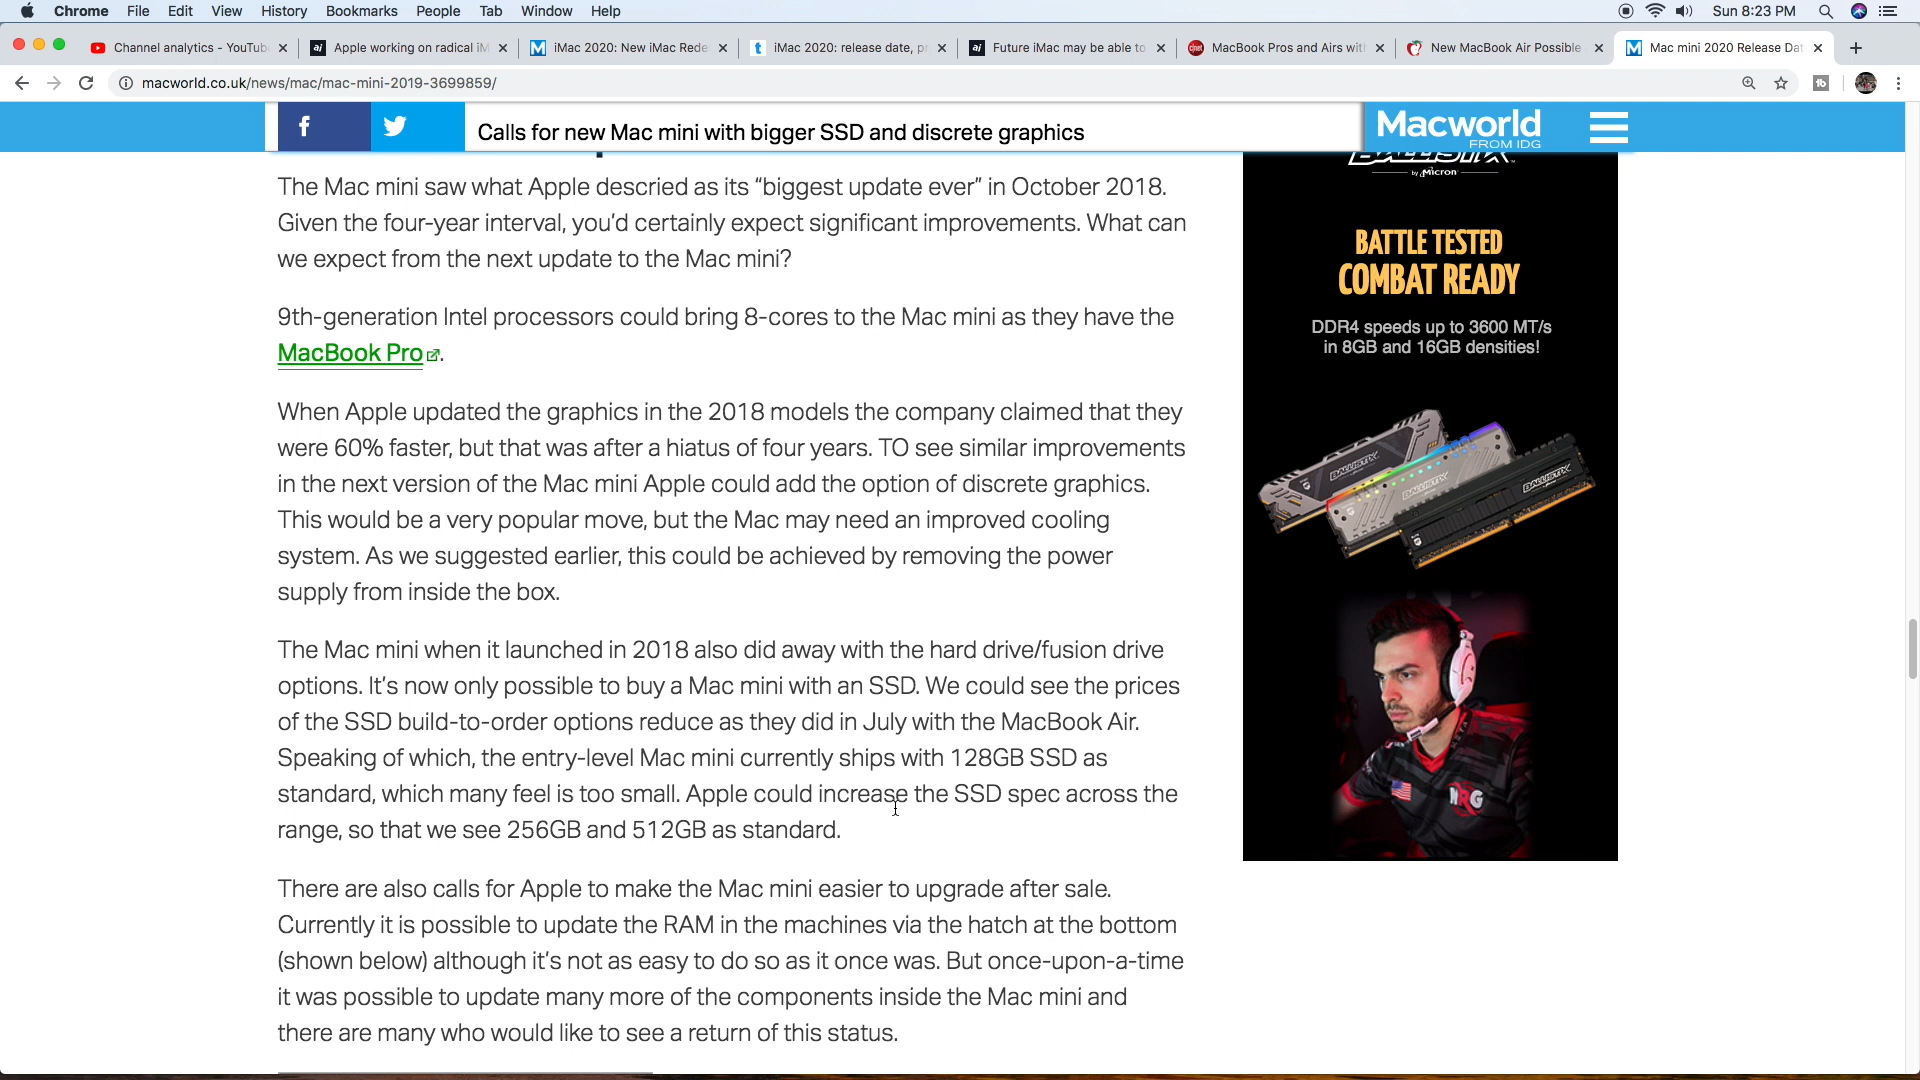 Chrome File Edit View History Bookmarks People Tab Window Help Sun 8:23 PM
Channel analytics - YouTub
Apple working on radical iM
iMac 2020: New iMac Rede
iMac 2020: release date, p
Future iMac may be able to
MacBook Pros and Airs with
New MacBook Air Possible
Mac mini 2020 Release Dat
macworld.co.uk/news/mac/mac-mini-2019-3699859/
Calls for new Mac mini with bigger SSD and discrete graphics
Macworld
FROM IDG
The Mac mini saw what Apple descried as its “biggest update ever” in October 2018.
Given the four-year interval, you’d certainly expect significant improvements. What can
we expect from the next update to the Mac mini?
9th-generation Intel processors could bring 8-cores to the Mac mini as they have the
MacBook Pro.
When Apple updated the graphics in the 2018 models the company claimed that they
were 60% faster, but that was after a hiatus of four years. TO see similar improvements
in the next version of the Mac mini Apple could add the option of discrete graphics.
This would be a very popular move, but the Mac may need an improved cooling
system. As we suggested earlier, this could be achieved by removing the power
supply from inside the box.
The Mac mini when it launched in 2018 also did away with the hard drive/fusion drive
options. It’s now only possible to buy a Mac mini with an SSD. We could see the prices
of the SSD build-to-order options reduce as they did in July with the MacBook Air.
Speaking of which, the entry-level Mac mini currently ships with 128GB SSD as
standard, which many feel is too small. Apple could increase the SSD spec across the
range, so that we see 256GB and 512GB as standard.
There are also calls for Apple to make the Mac mini easier to upgrade after sale.
Currently it is possible to update the RAM in the machines via the hatch at the bottom
(shown below) although it’s not as easy to do so as it once was. But once-upon-a-time
it was possible to update many more of the components inside the Mac mini and
there are many who would like to see a return of this status.
BALLISTIX
by Micron
BATTLE TESTED
COMBAT READY
DDR4 speeds up to 3600 MT/s
in 8GB and 16GB densities!
BALLISTIX
BALLISTIX
BALLISTIX
NRG